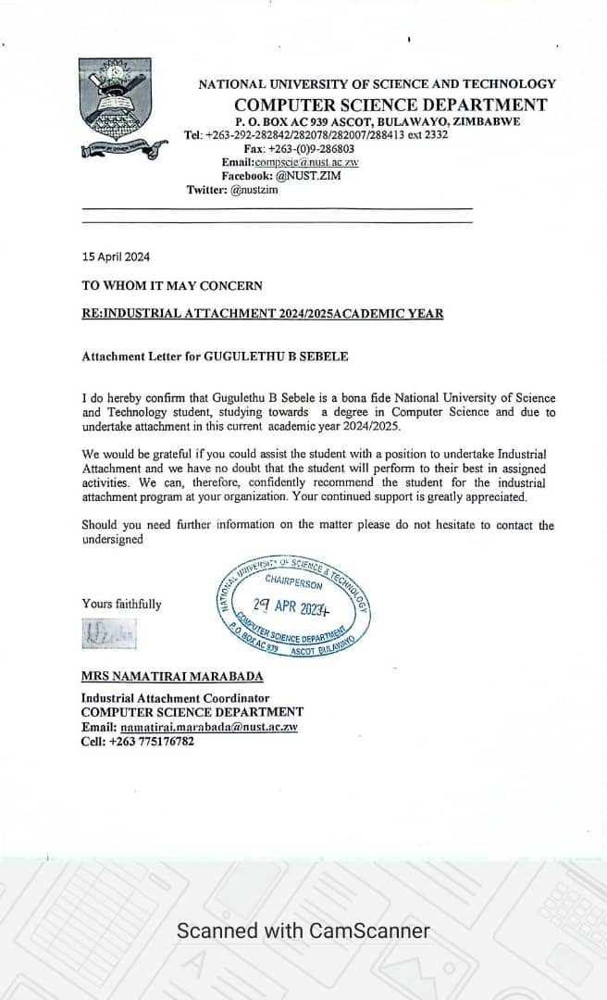 NATIONAL UNIVERSITY OF SCIENCE AND TECHNOLOGY
COMPUTER SCIENCE DEPARTMENT
P. O. BOX AC 939 ASCOT, BULAWAYO, ZIMBABWE
Tel: +263-292-282842/282078/282007/288413 ext 2332
Fax: +263-(0)9-286803
Email:compscie@nust.ac.zw
Facebook: @NUST.ZIM
Twitter: @nustzim
15 April 2024
TO WHOM IT MAY CONCERN
RE:INDUSTRIAL ATTACHMENT 2024/2025ACADEMIC YEAR
Attachment Letter for GUGULETHU B SEBELE
I do hereby confirm that Gugulethu B Sebele is a bona fide National University of Science
and Technology student, studying towards a degree in Computer Science and due to
undertake attachment in this current academic year 2024/2025.
We would be grateful if you could assist the student with a position to undertake Industrial
Attachment and we have no doubt that the student will perform to their best in assigned
activities. We can, therefore, confidently recommend the student for the industrial
attachment program at your organization. Your continued support is greatly appreciated.
Should you need further information on the matter please do not hesitate to contact the
undersigned
NATIONAL UNIVERSITY OF SCIENCE & TECHNOLOGY
CHAIRPERSON
29 APR 2024
COMPUTER SCIENCE DEPARTMENT
P.O. BOX AC 939 ASCOT BULAWAYO
Yours faithfully
MRS NAMATIRAI MARABADA
Industrial Attachment Coordinator
COMPUTER SCIENCE DEPARTMENT
Email: namatirai.marabada@nust.ac.zw
Cell: +263 775176782
Scanned with CamScanner